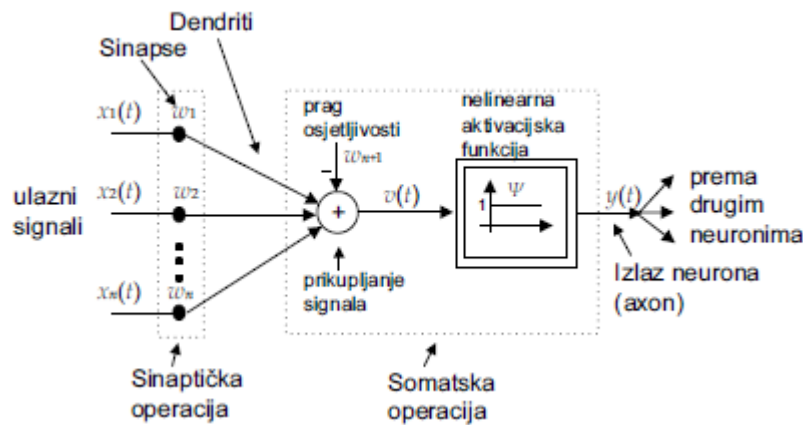 Dendriti
Sinapse
x1(t)
w1
prag
osjetljivosti
wn+1
–
nelinearna
aktivacijska
funkcija
ulazni
signali
x2(t)
w2
+
v(t)
1
Ψ
y(t)
prema
drugim
neuronima
xn(t)
wn
prikupljanje
signala
Izlaz neurona
(axon)
Sinaptička
operacija
Somatska
operacija